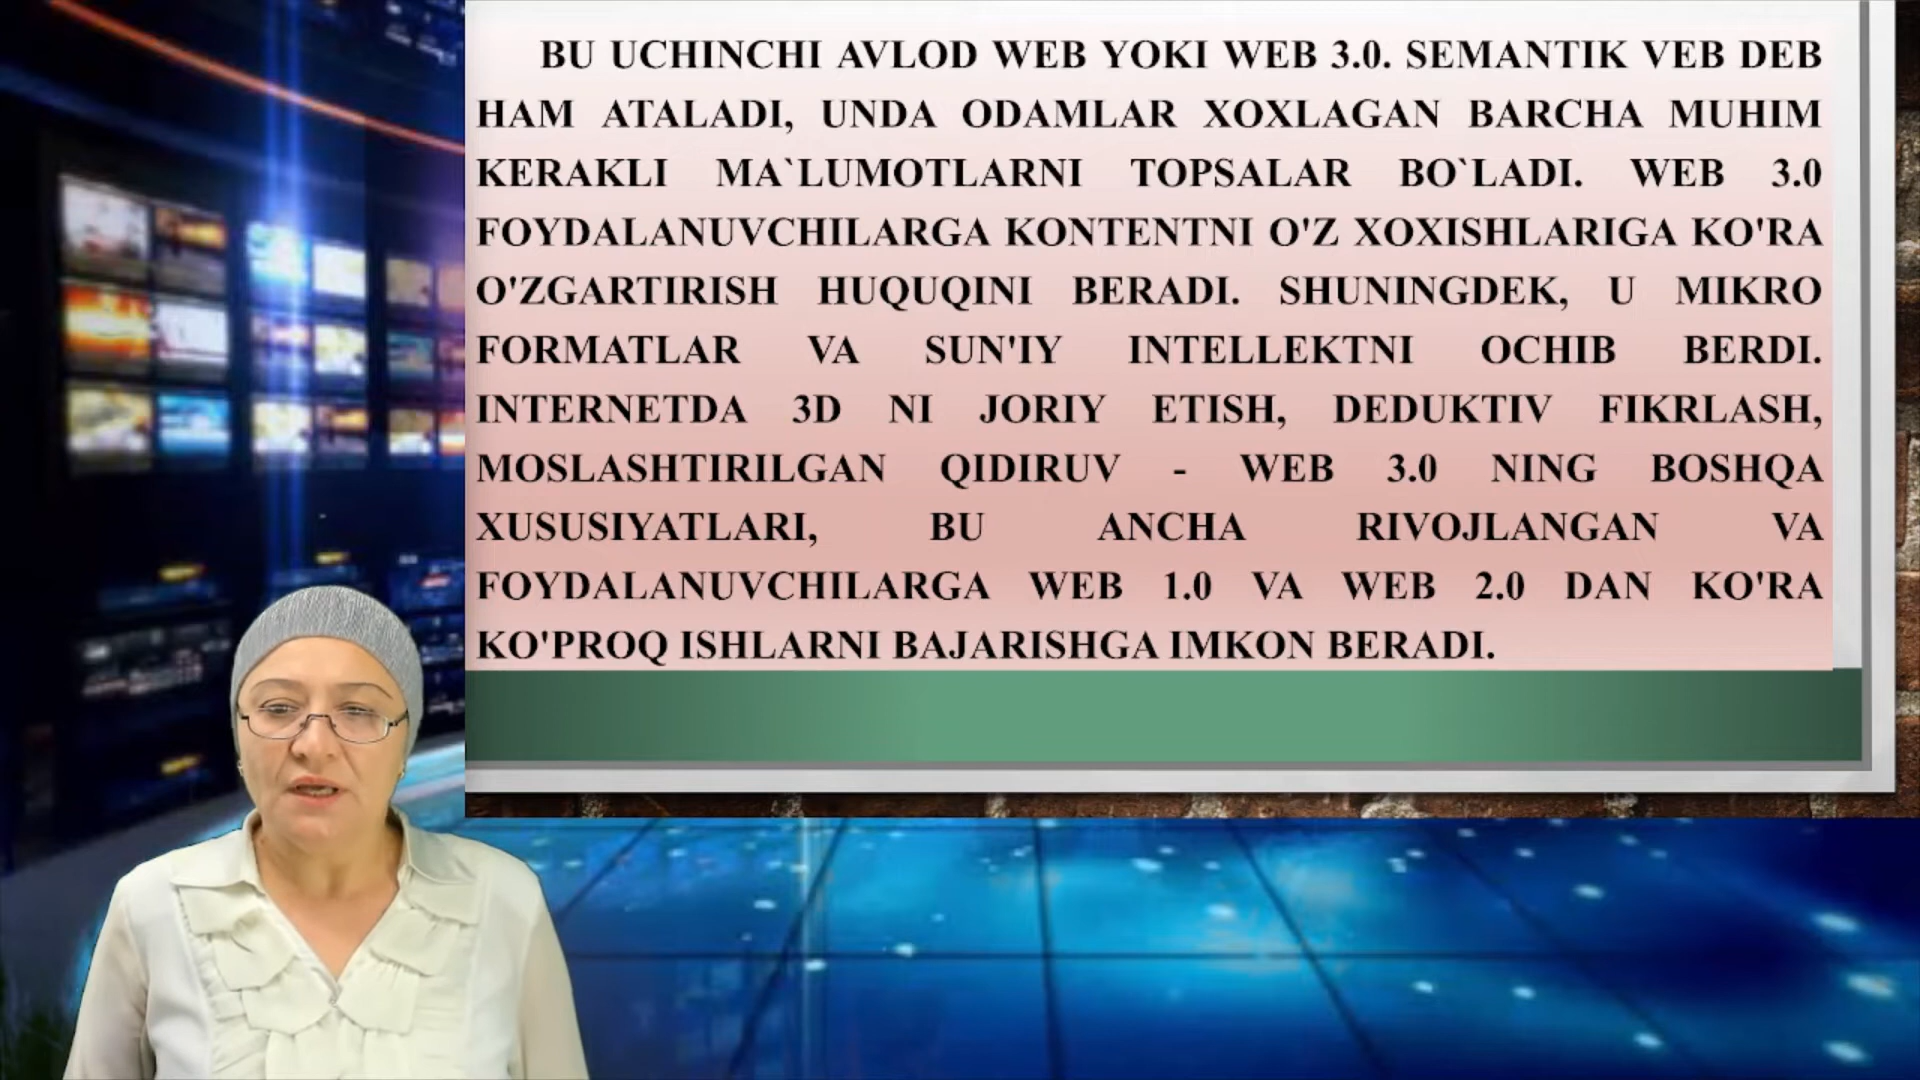 BU UCHINCHI AVLOD WEB YOKI WEB 3.0. SEMANTIK VEB DEB
HAM ATALADI, UNDA ODAMLAR XOXLAGAN BARCHA MUHIM
KERAKLI MA`LUMOTLARNI TOPSALAR BO`LADI. WEB 3.0
FOYDALANUVCHILARGA KONTENTNI O'Z XOXISHLARIGA KO'RA
O'ZGARTIRISH HUQUQINI BERADI. SHUNINGDEK, U MIKRO
FORMATLAR VA SUN'IY INTELLEKTNI OCHIB BERDI.
INTERNETDA 3D NI JORIY ETISH, DEDUKTIV FIKRLASH,
MOSLASHTIRILGAN QIDIRUV - WEB 3.0 NING BOSHQA
XUSUSIYATLARI, BU ANCHA RIVOJLANGAN VA
FOYDALANUVCHILARGA WEB 1.0 VA WEB 2.0 DAN KO'RA
KO'PROQ ISHLARNI BAJARISHGA IMKON BERADI.